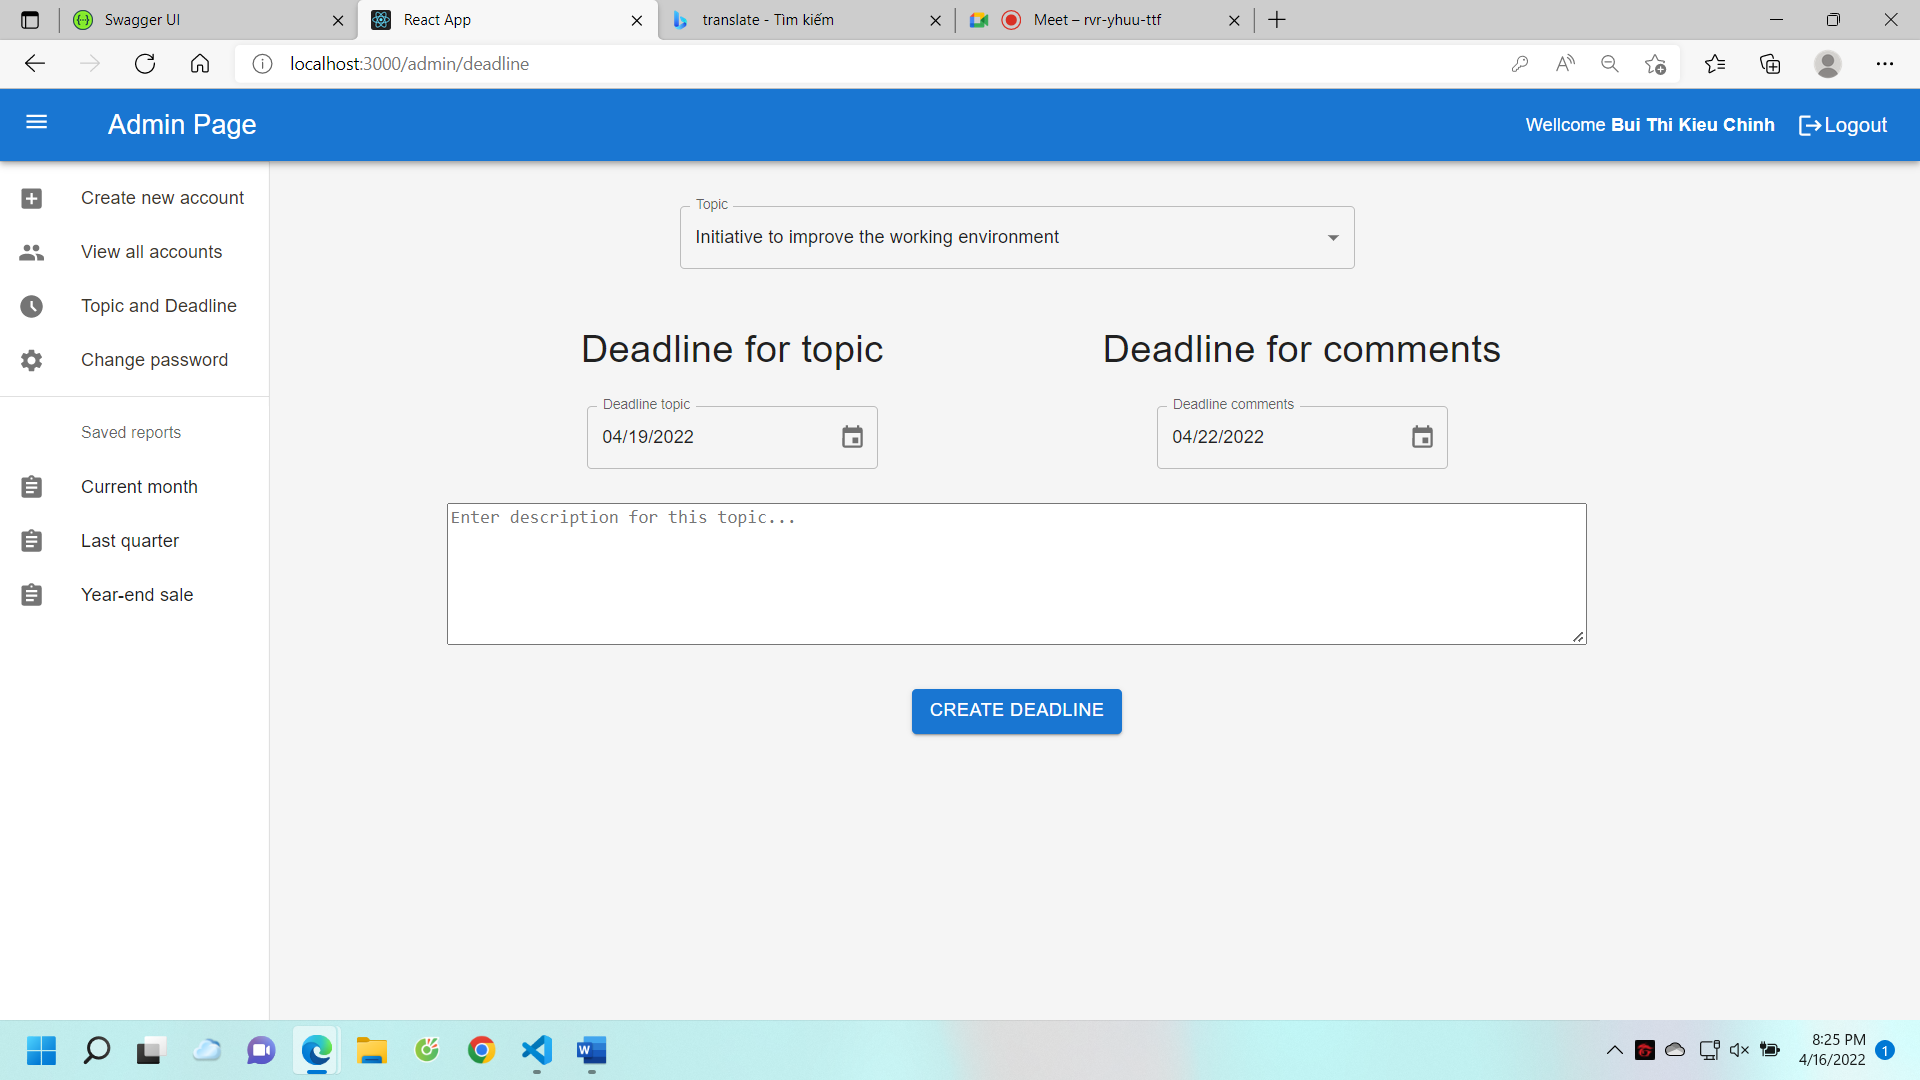 Swagger UI
React App
translate - Tìm kiếm
Meet – rvr-yhuu-ttf
localhost:3000/admin/deadline
Admin Page
Wellcome Bui Thi Kieu Chinh
Logout
Create new account
View all accounts
Topic and Deadline
Change password
Saved reports
Current month
Last quarter
Year-end sale
Topic
Initiative to improve the working environment
Deadline for topic
Deadline for comments
Deadline topic
04/19/2022
Deadline comments
04/22/2022
Enter description for this topic...
CREATE DEADLINE
8:25 PM
4/16/2022
1